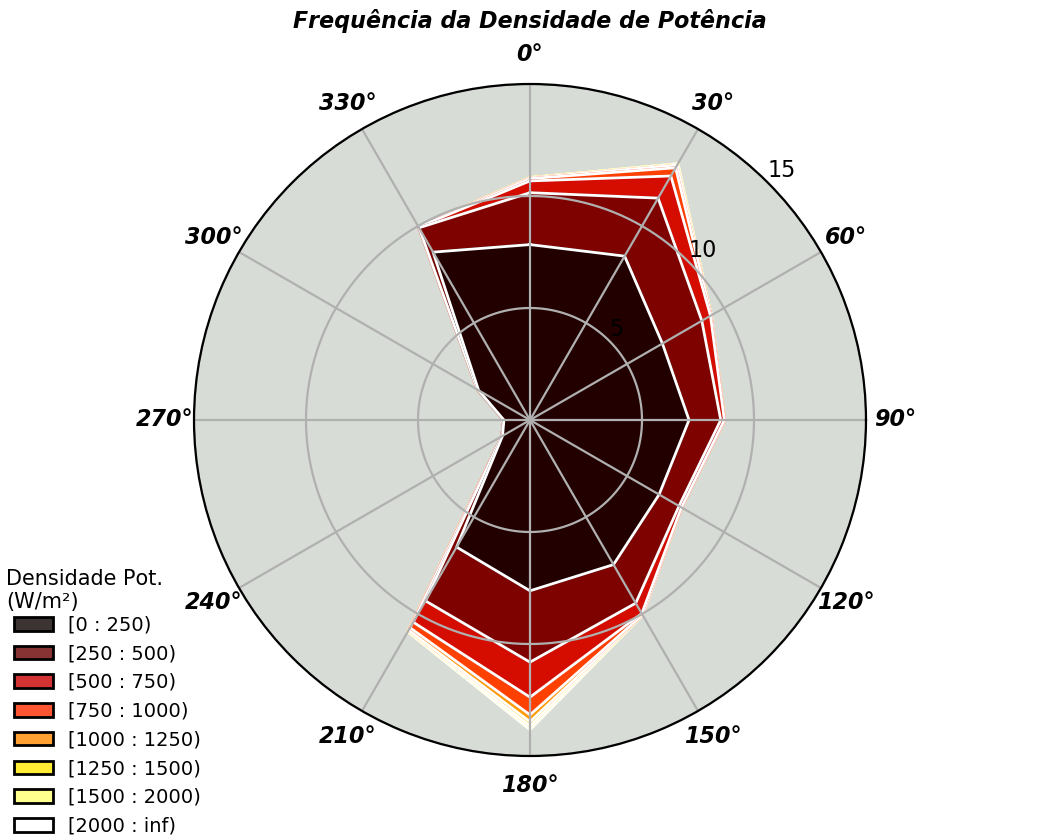 Frequência da Densidade de Potência
0°
330°
30°
15
300°
60°
10
5
270°
90°
240°
120°
210°
150°
180°
Densidade Pot.
(W/m²)
[0 : 250)
[250 : 500)
[500 : 750)
[750 : 1000)
[1000 : 1250)
[1250 : 1500)
[1500 : 2000)
[2000 : inf)